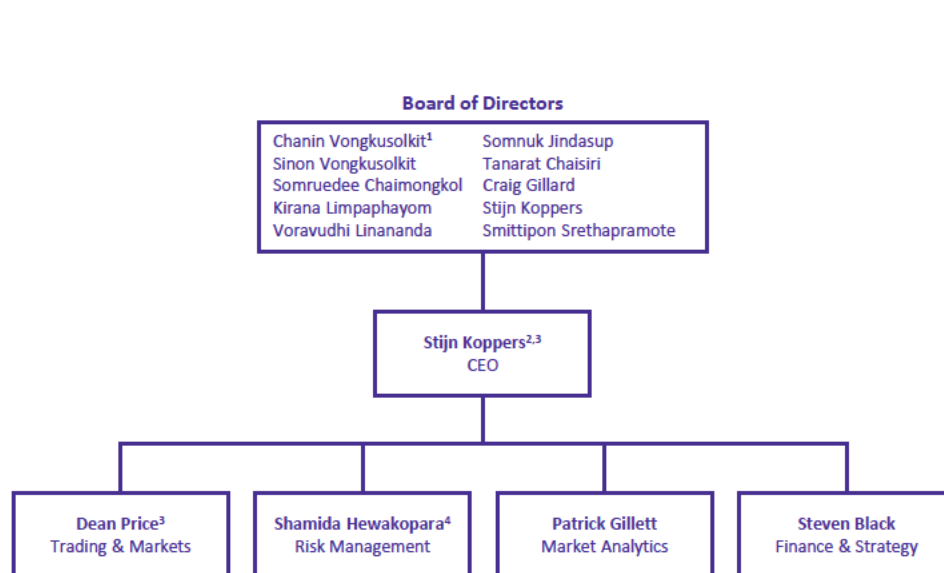 Board of Directors
Chanin Vongkusolkit¹
Sinon Vongkusolkit
Somruedee Chaimongkol
Kirana Limpaphayom
Voravudhi Linananda
Somnuk Jindasup
Tanarat Chaisiri
Craig Gillard
Stijn Koppers
Smittipon Srethapramote
Stijn Koppers²,³
CEO
Dean Price³
Trading & Markets
Shamida Hewakopara⁴
Risk Management
Patrick Gillett
Market Analytics
Steven Black
Finance & Strategy